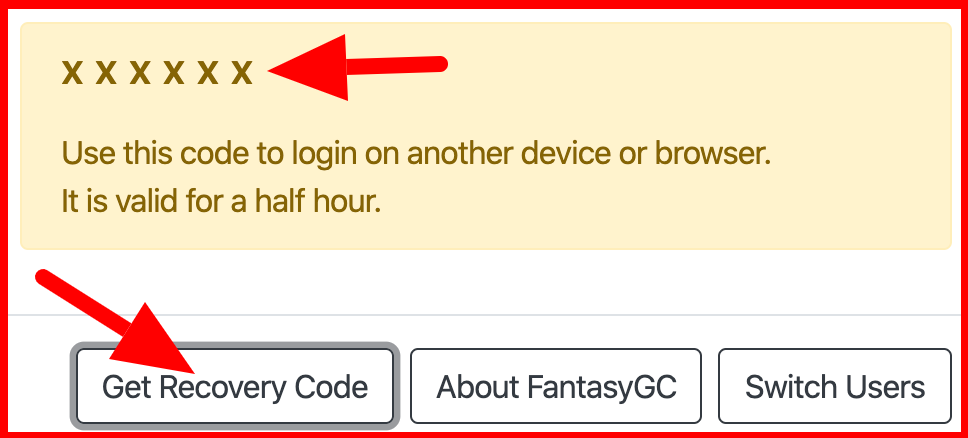 x x x x x x
Use this code to login on another device or browser.
It is valid for a half hour.
Get Recovery Code
About FantasyGC
Switch Users